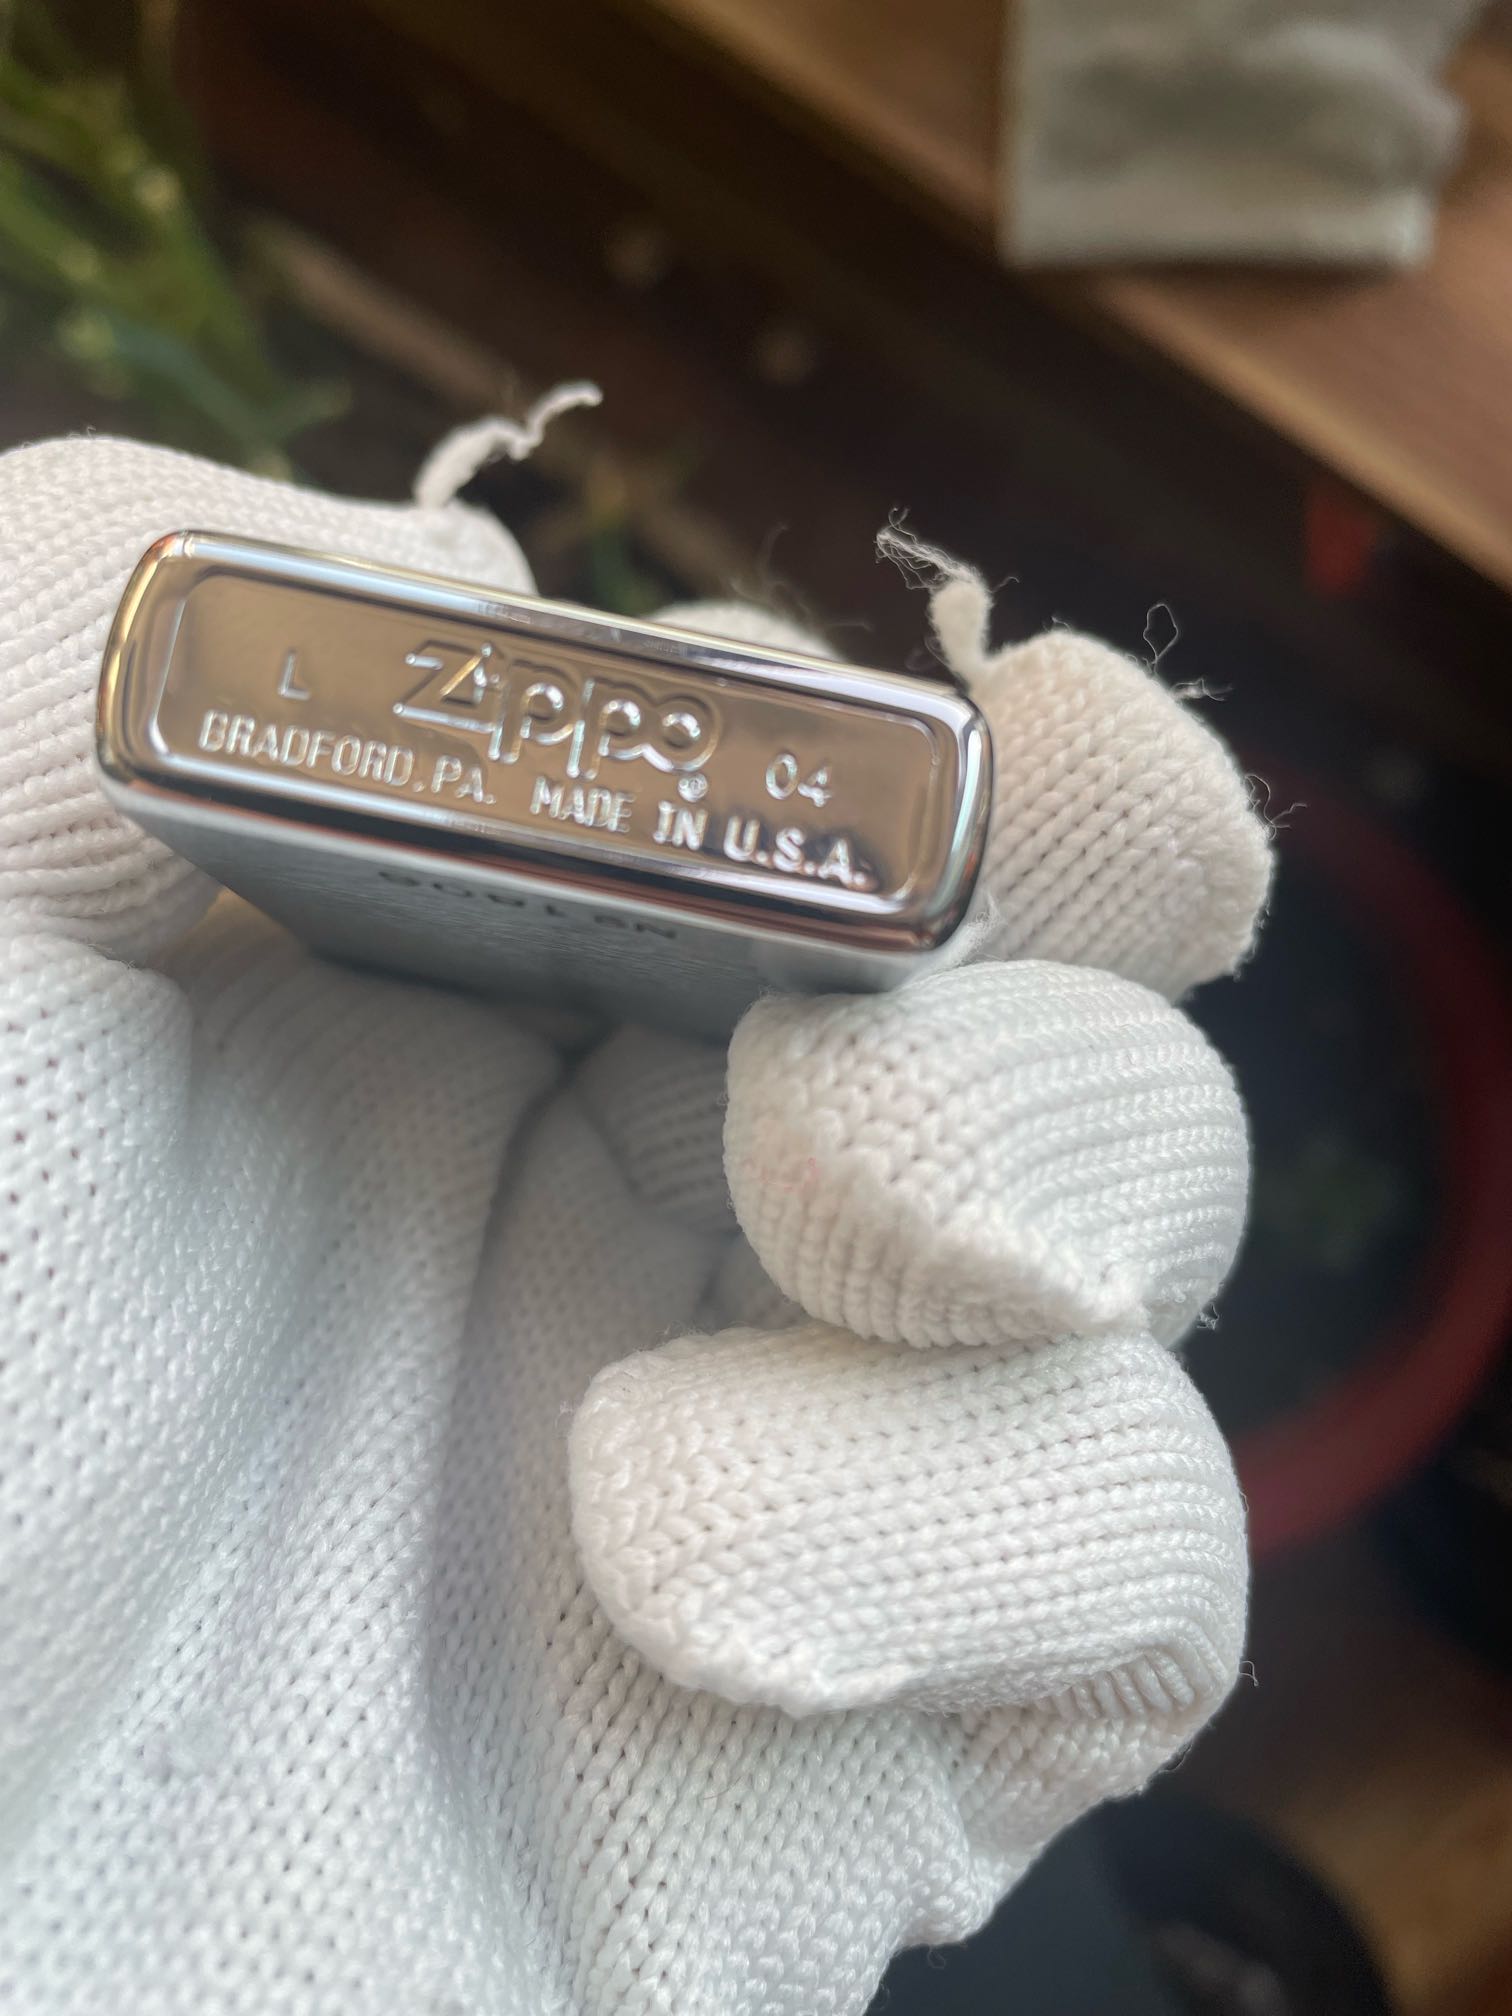 L Zippo ® 04
BRADFORD, PA. MADE IN U.S.A.